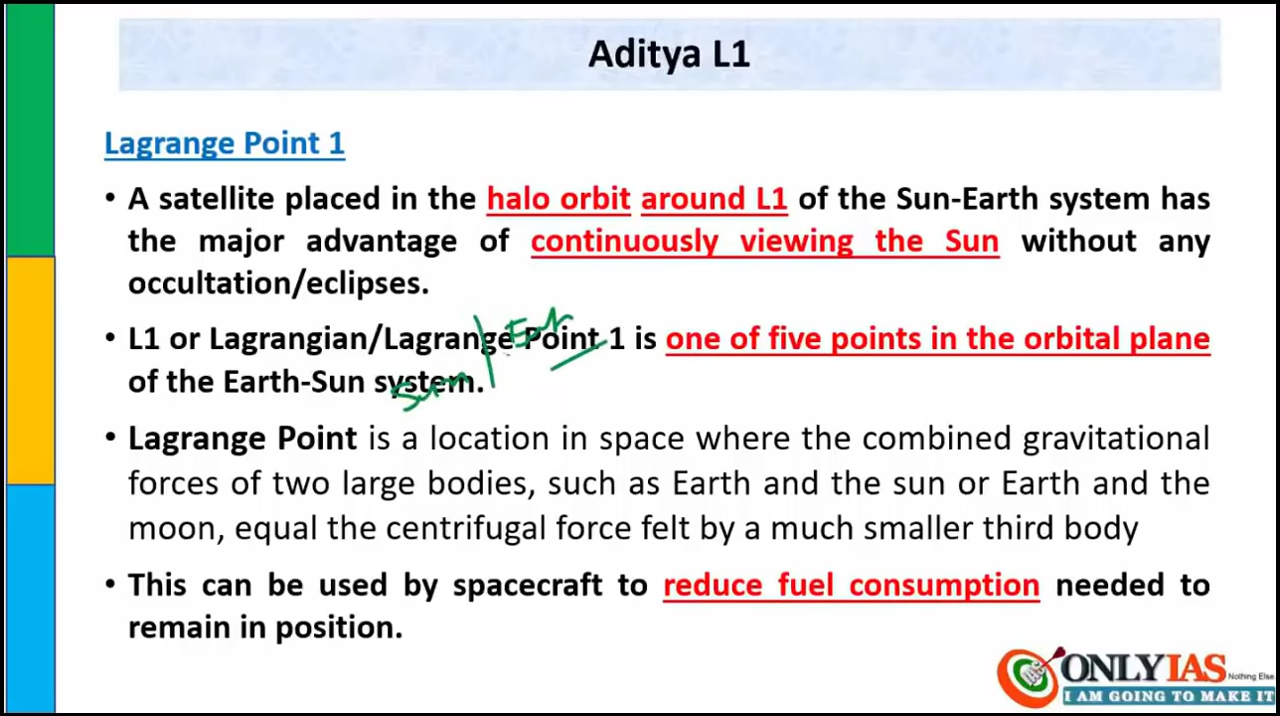 Aditya L1
Lagrange Point 1
• A satellite placed in the halo orbit around L1 of the Sun-Earth system has
the major advantage of continuously viewing the Sun without any
occultation/eclipses.
• L1 or Lagrangian/Lagrange Point 1 is one of five points in the orbital plane
of the Earth-Sun system.
Sun
• Lagrange Point is a location in space where the combined gravitational
forces of two large bodies, such as Earth and the sun or Earth and the
moon, equal the centrifugal force felt by a much smaller third body
• This can be used by spacecraft to reduce fuel consumption needed to
remain in position.
ONLYIAS
Nothing Else.
I AM GOING TO MAKE IT